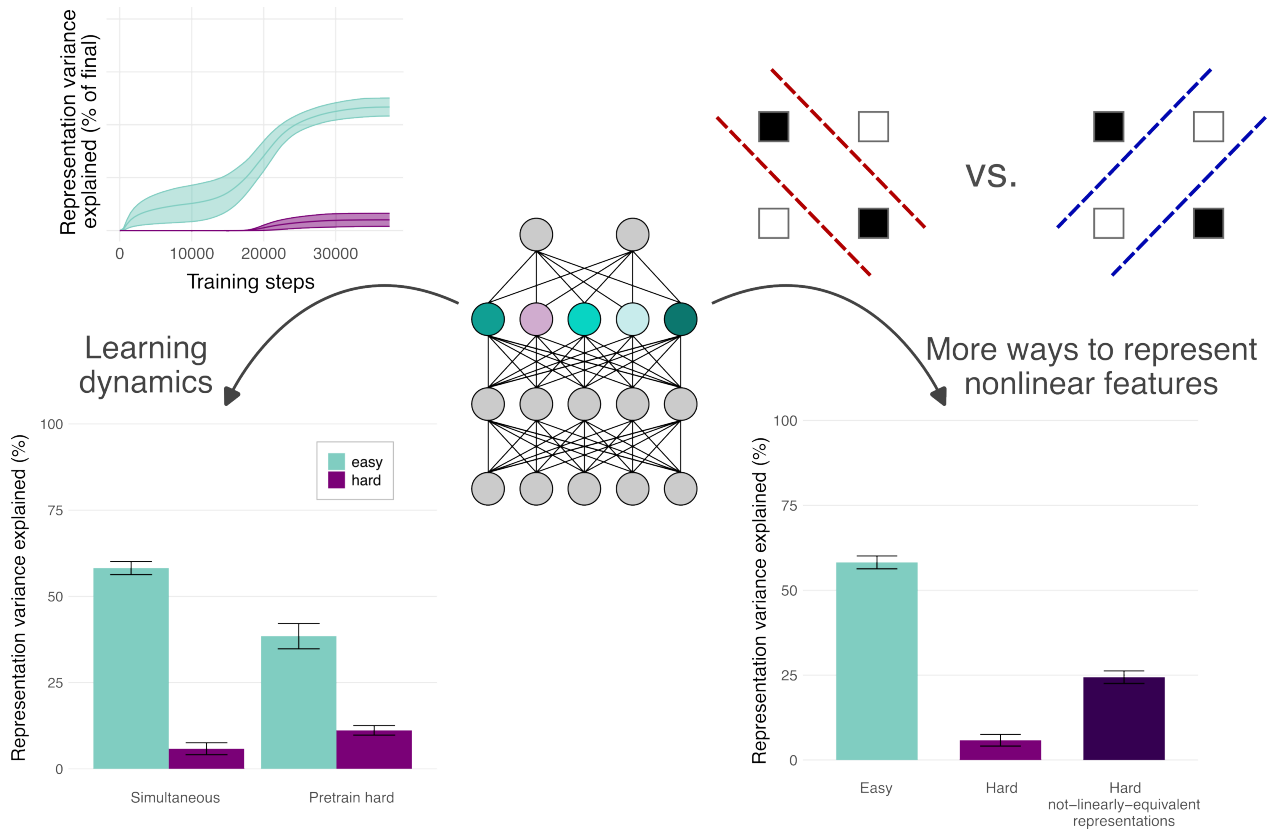 Representation variance
explained (% of final)
0
10000
20000
30000
Training steps
vs.
Learning
dynamics
More ways to represent
nonlinear features
Representation variance explained (%)
100
75
50
25
0
easy
hard
Simultaneous
Pretrain hard
Representation variance explained (%)
100
75
50
25
0
Easy
Hard
Hard
not−linearly−equivalent
representations